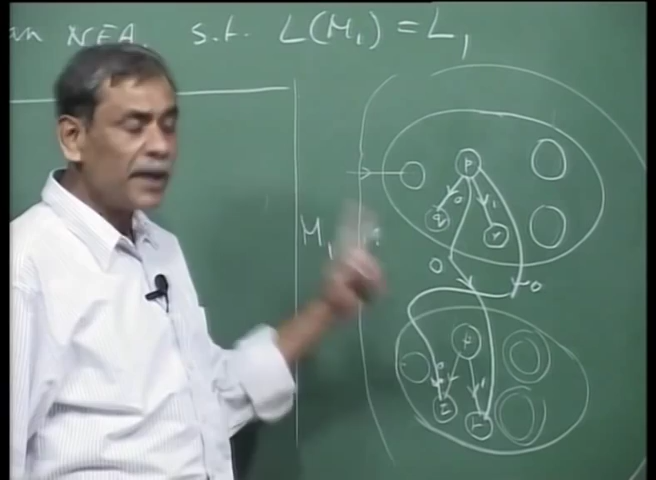 an NFA. s.t. L(M₁) = L₁
p
0 1
q r
M₁
0 0
p
0 1
r